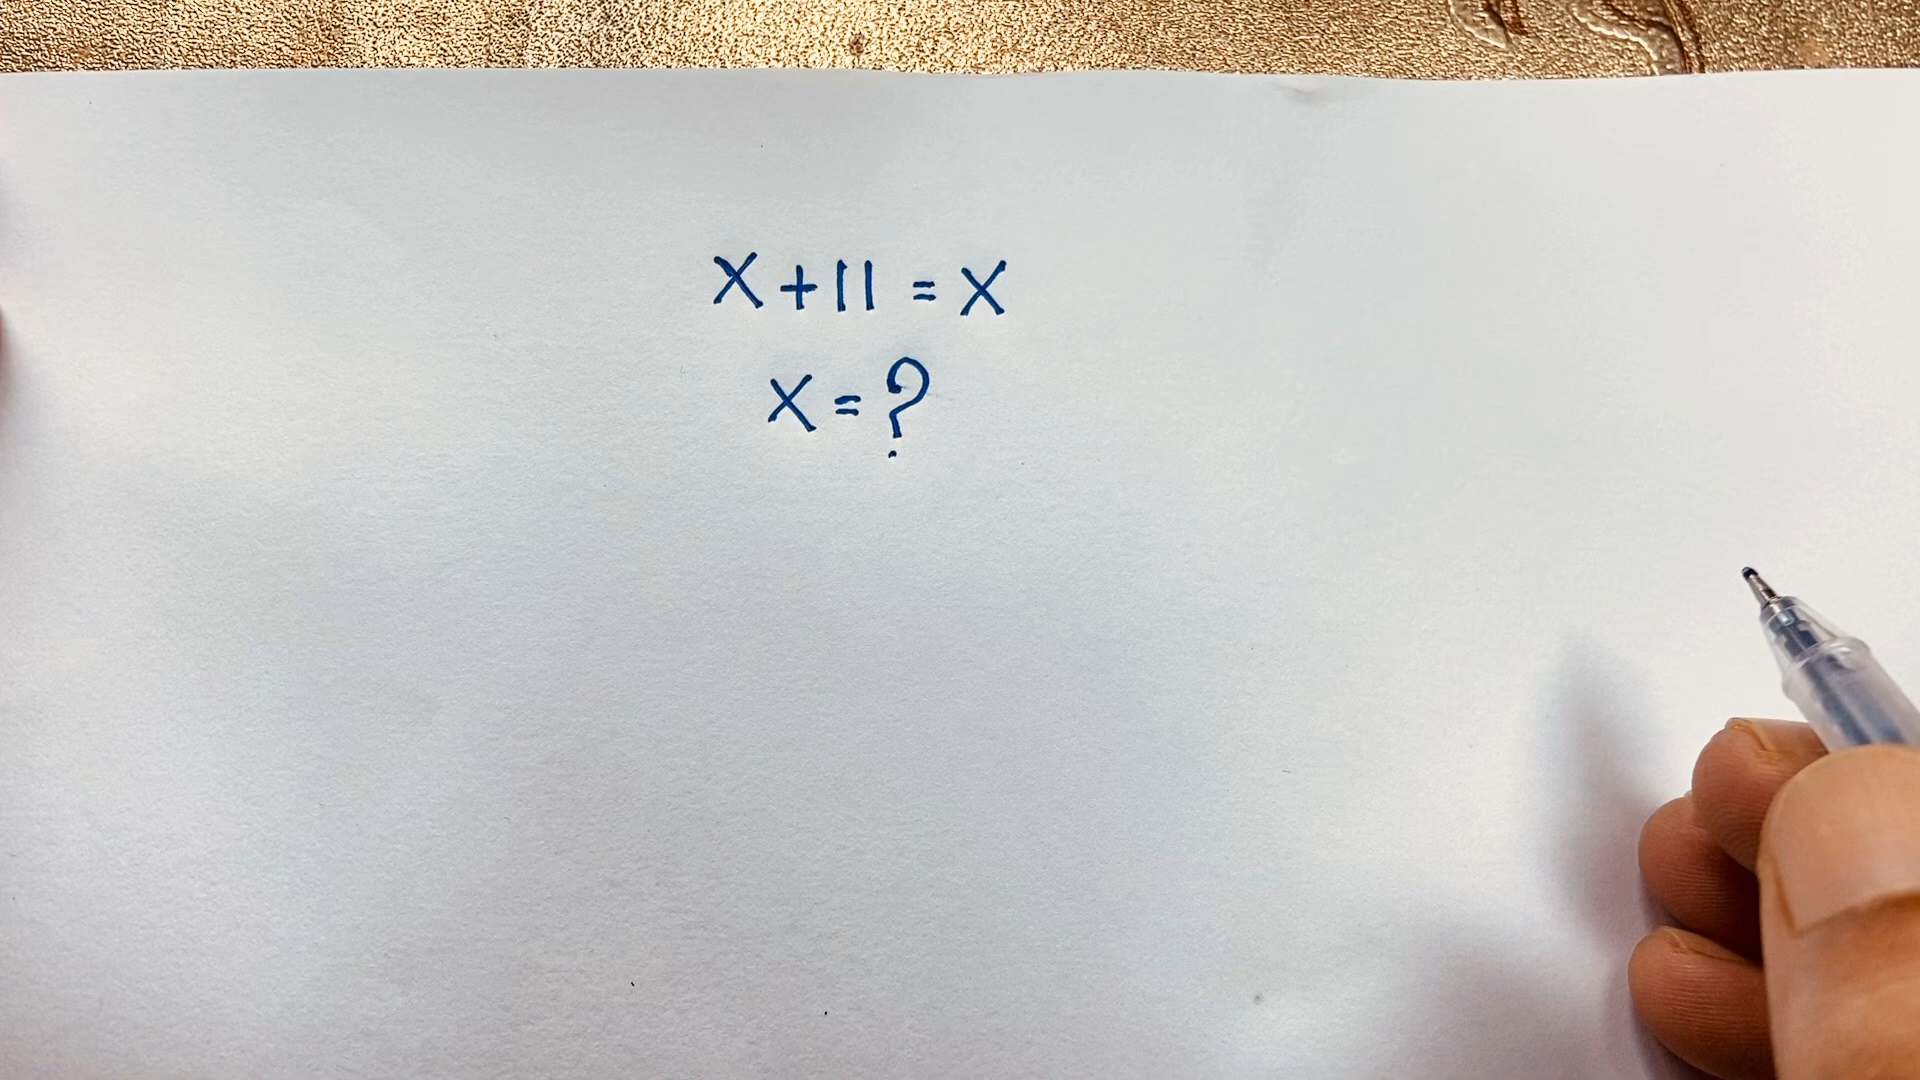 x + 11 = x
x = ?